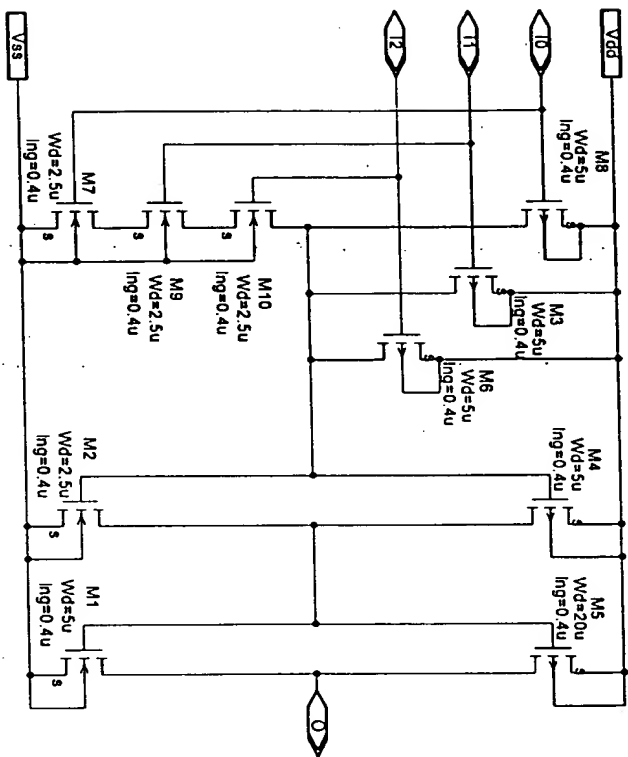 Vdd
M8
Wd=5u
lng=0.4u
s
M3
Wd=5u
lng=0.4u
s
M6
Wd=5u
lng=0.4u
s
M4
Wd=5u
lng=0.4u
s
M5
Wd=20u
lng=0.4u
s
I0
I1
I2
O
M10
Wd=2.5u
lng=0.4u
s
M9
Wd=2.5u
lng=0.4u
s
M7
Wd=2.5u
lng=0.4u
s
M2
Wd=2.5u
lng=0.4u
s
M1
Wd=5u
lng=0.4u
s
Vss